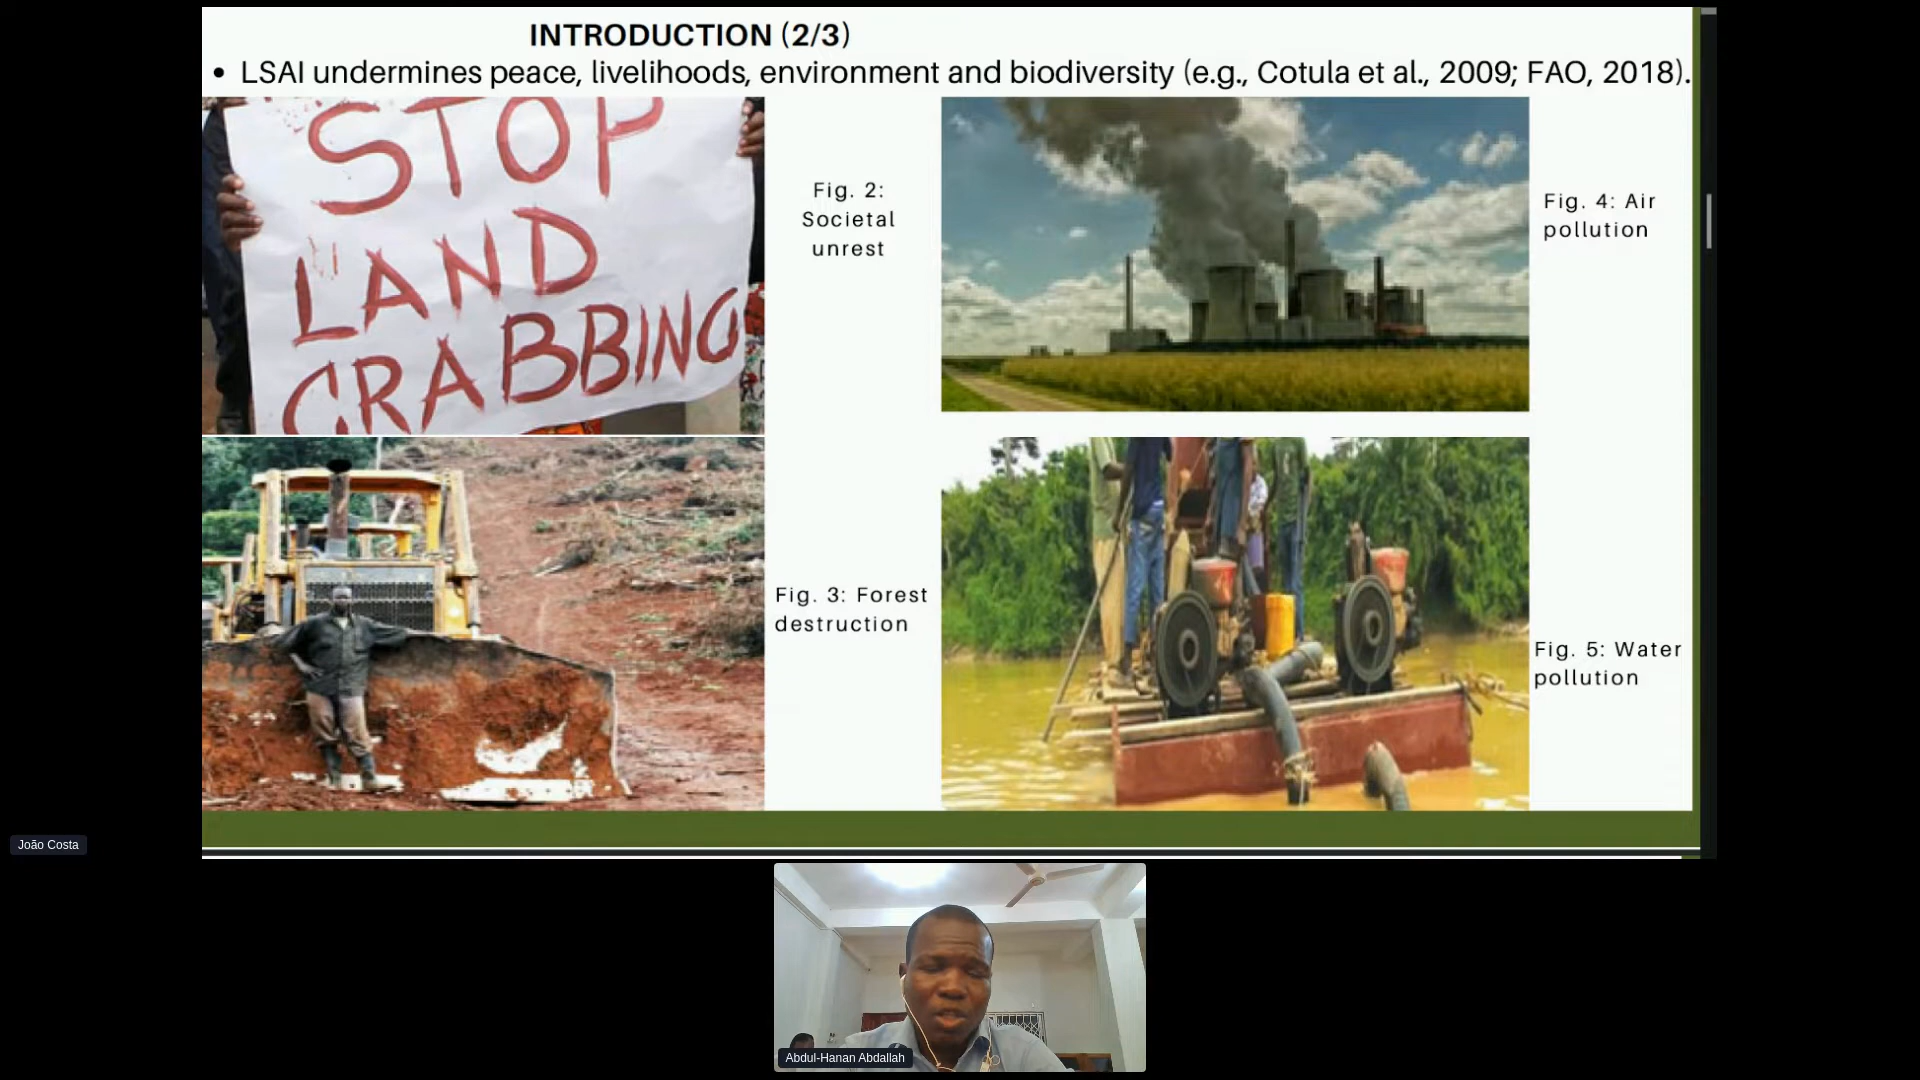 INTRODUCTION (2/3)
• LSAI undermines peace, livelihoods, environment and biodiversity (e.g., Cotula et al., 2009; FAO, 2018).
STOP
LAND
GRABBING
Fig. 2:
Societal
unrest
Fig. 4: Air
pollution
Fig. 3: Forest
destruction
Fig. 5: Water
pollution
João Costa
Abdul-Hanan Abdallah